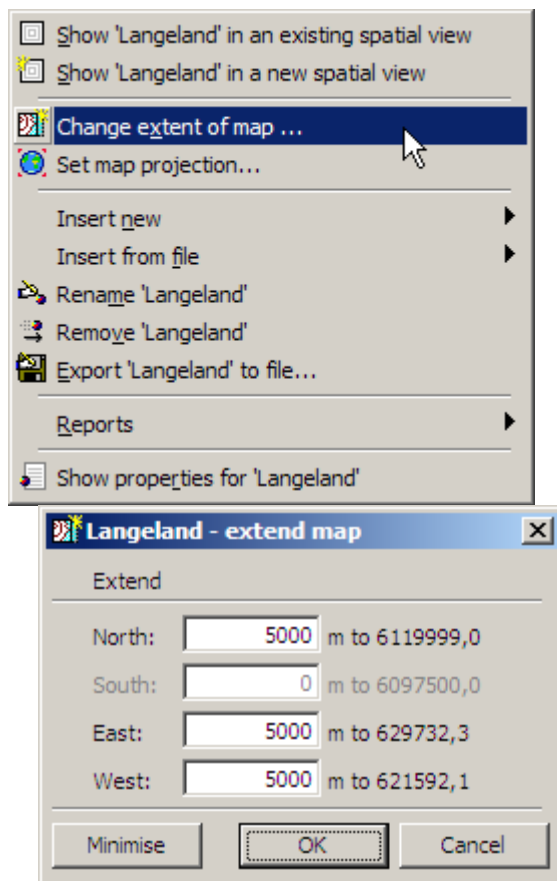 Show 'Langeland' in an existing spatial view
Show 'Langeland' in a new spatial view
Change extent of map ...
Set map projection...
Insert new
Insert from file
Rename 'Langeland'
Remove 'Langeland'
Export 'Langeland' to file...
Reports
Show properties for 'Langeland'
Langeland - extend map
Extend
North: 5000 m to 6119999,0
South: 0 m to 6097500,0
East: 5000 m to 629732,3
West: 5000 m to 621592,1
Minimise OK Cancel